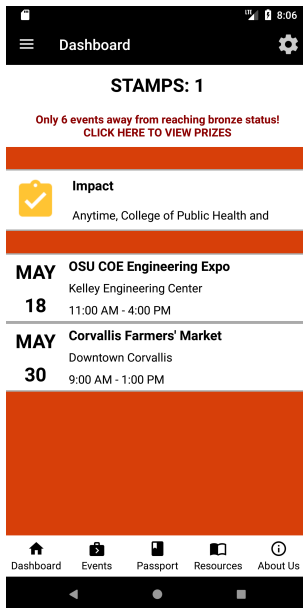 LTE 8:06
Dashboard
STAMPS: 1
Only 6 events away from reaching bronze status!
CLICK HERE TO VIEW PRIZES
Impact
Anytime, College of Public Health and
MAY
18
OSU COE Engineering Expo
Kelley Engineering Center
11:00 AM - 4:00 PM
MAY
30
Corvallis Farmers' Market
Downtown Corvallis
9:00 AM - 1:00 PM
Dashboard Events Passport Resources About Us